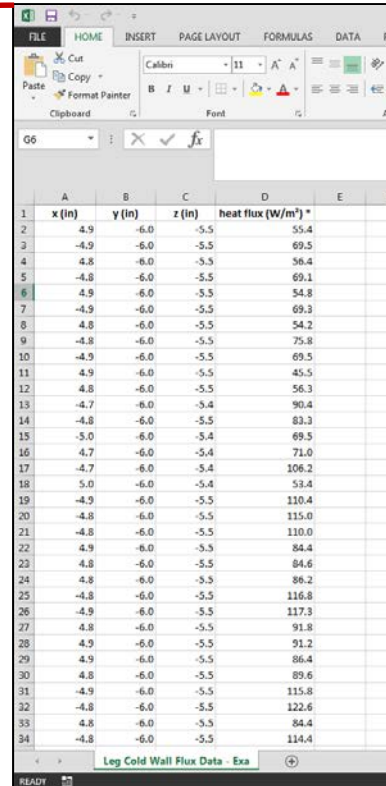 FILE HOME INSERT PAGE LAYOUT FORMULAS DATA
Cut
Copy
Paste
Format Painter
Calibri 11 A A
B I U A
Clipboard Font
G6 fx
A B C D E
1 x (in) y (in) z (in) heat flux (W/m²) *
2 4.9 -6.0 -5.5 55.4
3 -4.9 -6.0 -5.5 69.5
4 4.8 -6.0 -5.5 56.4
5 -4.8 -6.0 -5.5 69.1
6 4.9 -6.0 -5.5 54.8
7 -4.9 -6.0 -5.5 69.3
8 4.8 -6.0 -5.5 54.2
9 -4.8 -6.0 -5.5 75.8
10 -4.9 -6.0 -5.5 69.5
11 4.9 -6.0 -5.5 45.5
12 4.8 -6.0 -5.5 56.3
13 -4.7 -6.0 -5.4 90.4
14 -4.8 -6.0 -5.5 83.3
15 -5.0 -6.0 -5.4 69.5
16 4.7 -6.0 -5.4 71.0
17 -4.7 -6.0 -5.4 106.2
18 5.0 -6.0 -5.4 53.4
19 -4.9 -6.0 -5.5 110.4
20 -4.8 -6.0 -5.5 115.0
21 -4.8 -6.0 -5.5 110.0
22 4.9 -6.0 -5.5 84.4
23 4.8 -6.0 -5.5 84.6
24 4.8 -6.0 -5.5 86.2
25 -4.8 -6.0 -5.5 116.8
26 -4.9 -6.0 -5.5 117.3
27 4.8 -6.0 -5.5 91.8
28 4.9 -6.0 -5.5 91.2
29 4.9 -6.0 -5.5 86.4
30 4.8 -6.0 -5.5 89.6
31 -4.9 -6.0 -5.5 115.8
32 -4.8 -6.0 -5.5 122.6
33 4.8 -6.0 -5.5 84.4
34 -4.8 -6.0 -5.5 114.4
Leg Cold Wall Flux Data - Exa
READY